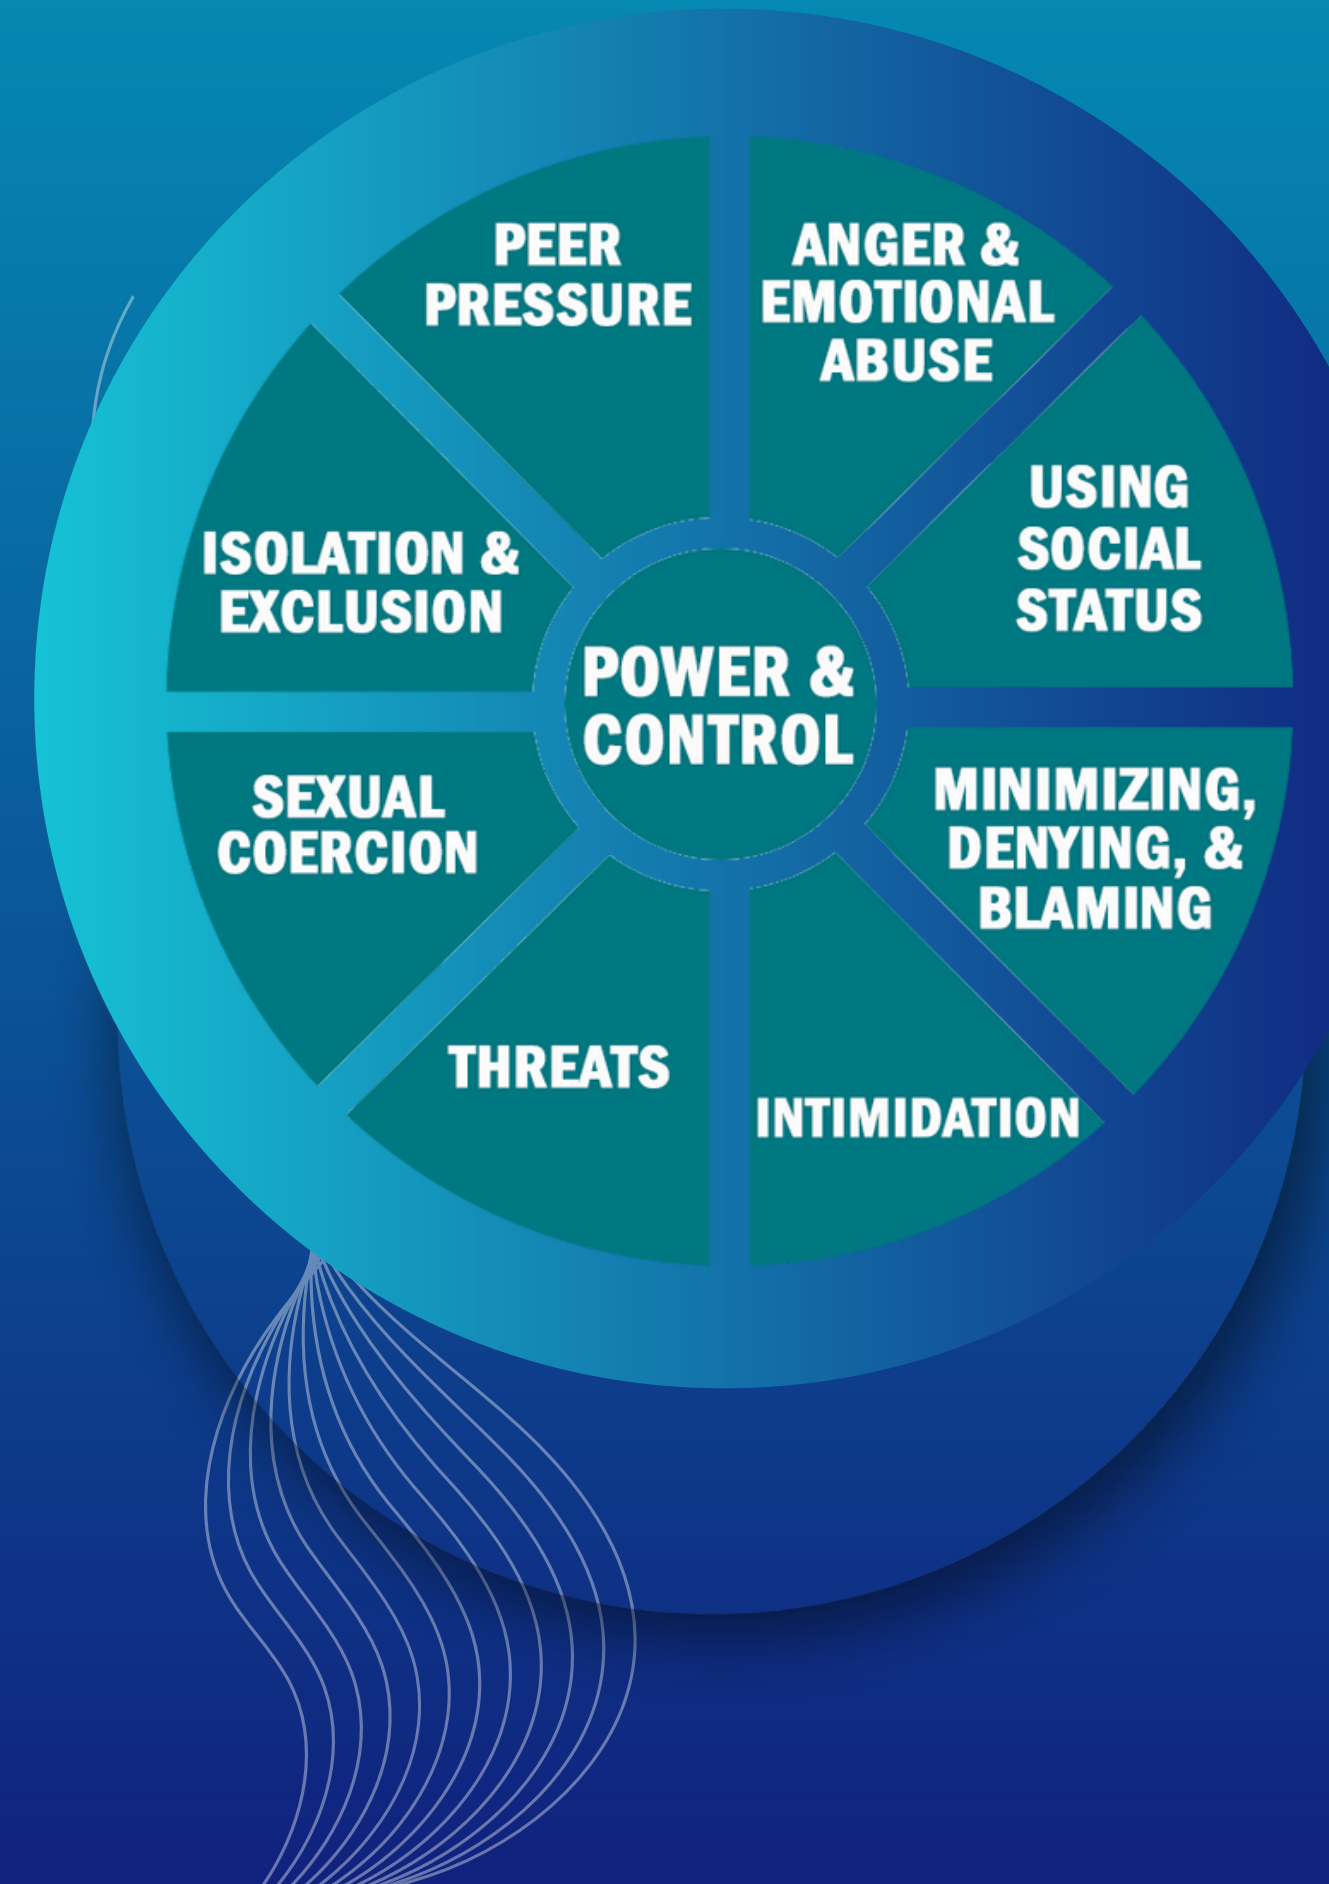 PEER
PRESSURE
ANGER &
EMOTIONAL
ABUSE
USING
SOCIAL
STATUS
ISOLATION &
EXCLUSION
POWER &
CONTROL
SEXUAL
COERCION
MINIMIZING,
DENYING, &
BLAMING
THREATS
INTIMIDATION